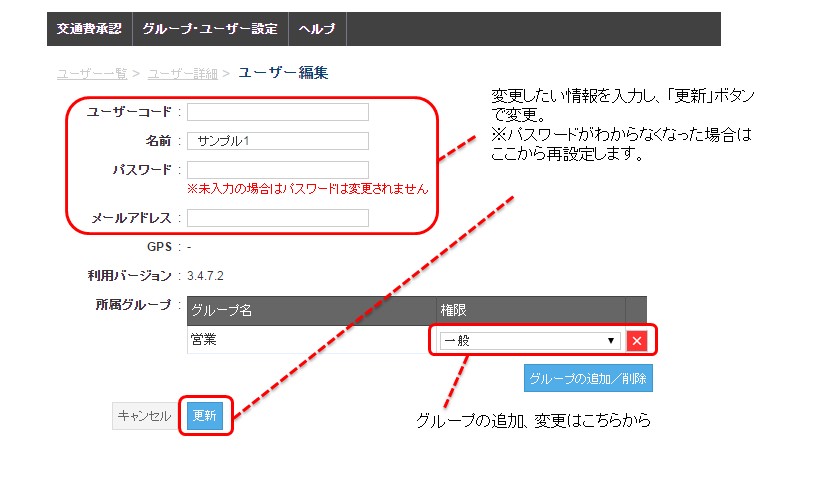 交通費承認 グループ・ユーザー設定 ヘルプ
ユーザー一覧 > ユーザー詳細 > ユーザー編集
ユーザーコード :
名前 : サンプル1
パスワード :
※未入力の場合はパスワードは変更されません
メールアドレス :
GPS : -
利用バージョン : 3.4.7.2
所属グループ :
グループ名 権限
営業 一般 ▼ ×
グループの追加／削除
キャンセル 更新
変更したい情報を入力し、「更新」ボタン
で変更。
※パスワードがわからなくなった場合は
ここから再設定します。
グループの追加、変更はこちらから